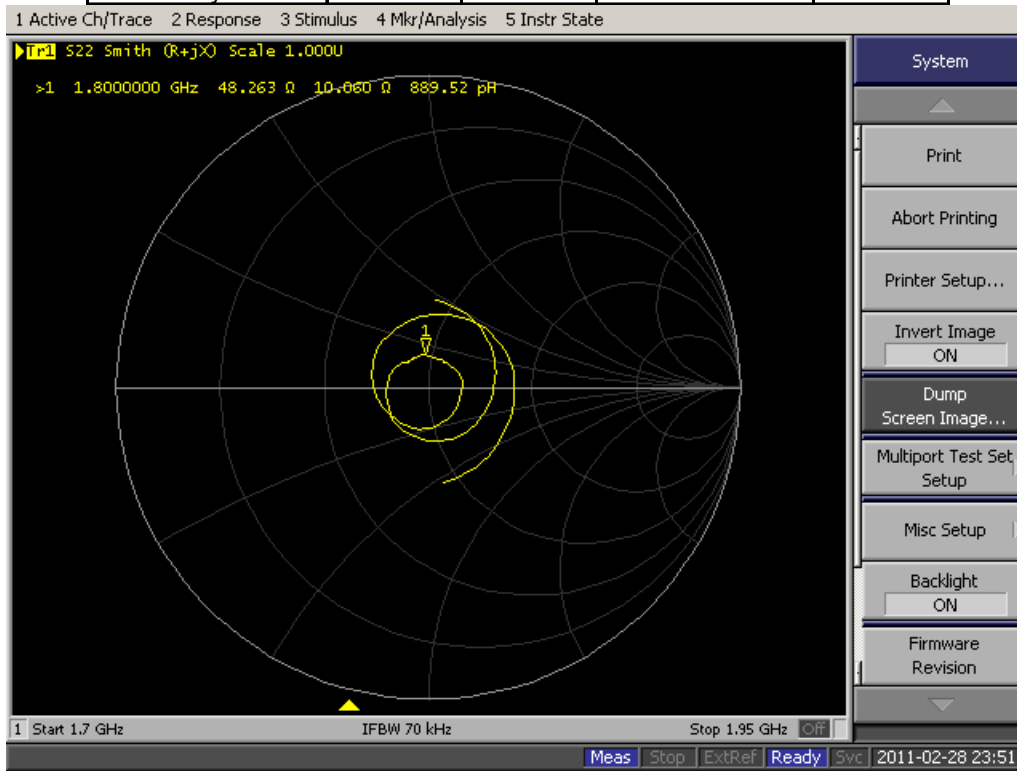 1 Active Ch/Trace 2 Response 3 Stimulus 4 Mkr/Analysis 5 Instr State
Tr1 S22 Smith (R+jX) Scale 1.000U
>1 1.8000000 GHz 48.263 Ω 10.060 Ω 889.52 pH
1
System
Print
Abort Printing
Printer Setup...
Invert Image
ON
Dump
Screen Image...
Multiport Test Set
Setup
Misc Setup
Backlight
ON
Firmware
Revision
1 Start 1.7 GHz IFBW 70 kHz Stop 1.95 GHz Off
Meas Stop ExtRef Ready Svc 2011-02-28 23:51